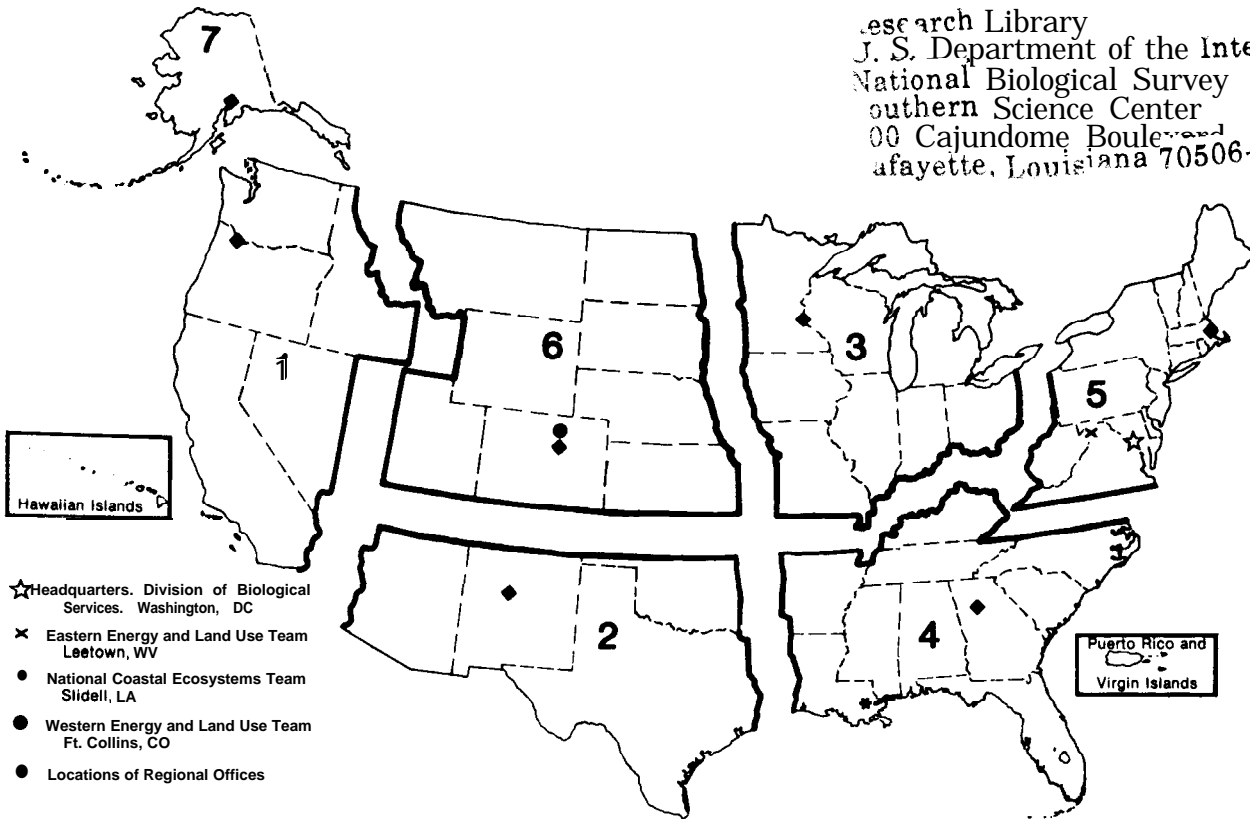 7
esearch Library
J. S. Department of the Inte
National Biological Survey
outhern Science Center
00 Cajundome Boulevard
afayette, Louisiana 70506-
1
6
3
5
Hawaiian Islands
2
4
Puerto Rico and
Virgin Islands
Headquarters. Division of Biological
Services. Washington, DC
Eastern Energy and Land Use Team
Leetown, WV
National Coastal Ecosystems Team
Slidell, LA
Western Energy and Land Use Team
Ft. Collins, CO
Locations of Regional Offices